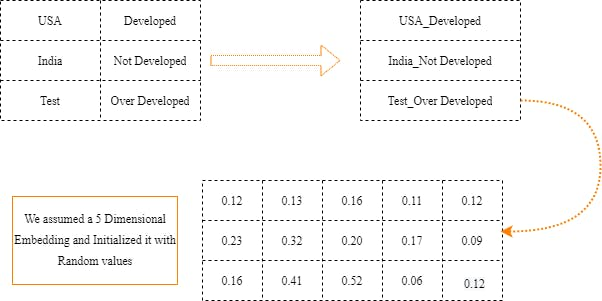 USA Developed USA_Developed
India Not Developed India_Not Developed
Test Over Developed Test_Over Developed
We assumed a 5 Dimensional
Embedding and Initialized it with
Random values
0.12 0.13 0.16 0.11 0.12
0.23 0.32 0.20 0.17 0.09
0.16 0.41 0.52 0.06 0.12